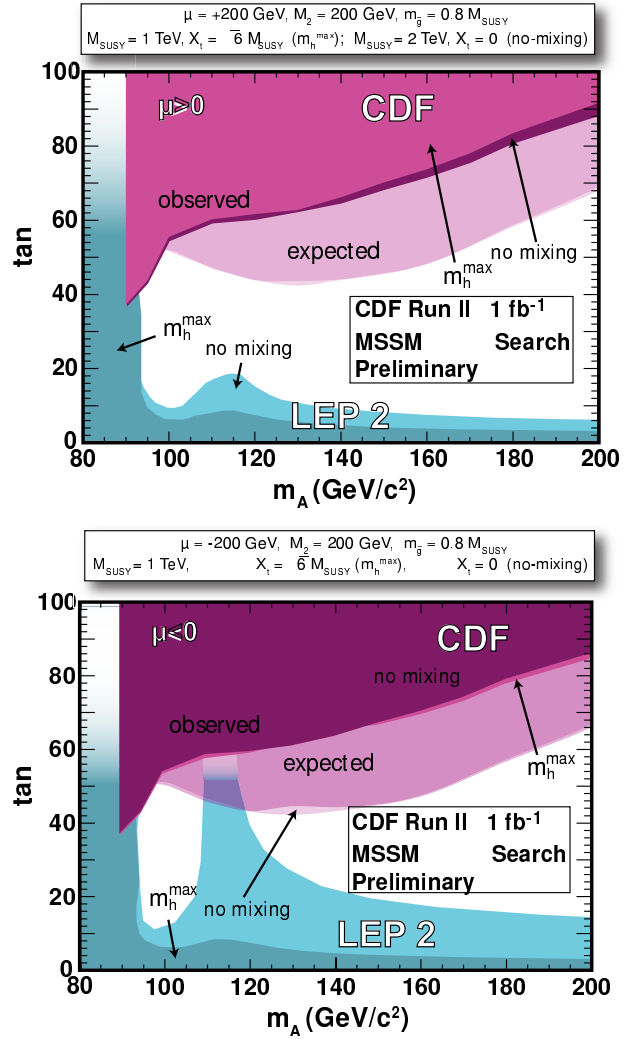 μ = +200 GeV, M2 = 200 GeV, mg̃ = 0.8 MSUSY
MSUSY = 1 TeV, Xt = √6 MSUSY (mhmax); MSUSY = 2 TeV, Xt = 0 (no-mixing)
100
μ>0
CDF
80
observed
60
no mixing
expected
mhmax
tan
40
CDF Run II 1 fb-1
mhmax
no mixing
MSSM Search
20
Preliminary
LEP 2
0
80 100 120 140 160 180 200
mA (GeV/c2)
μ = -200 GeV, M2 = 200 GeV, mg̃ = 0.8 MSUSY
MSUSY = 1 TeV, Xt = √6 MSUSY (mhmax), Xt = 0 (no-mixing)
100
μ<0
CDF
80
no mixing
observed
60
expected
mhmax
tan
40
CDF Run II 1 fb-1
MSSM Search
Preliminary
20
mhmax
no mixing
LEP 2
0
80 100 120 140 160 180 200
mA (GeV/c2)